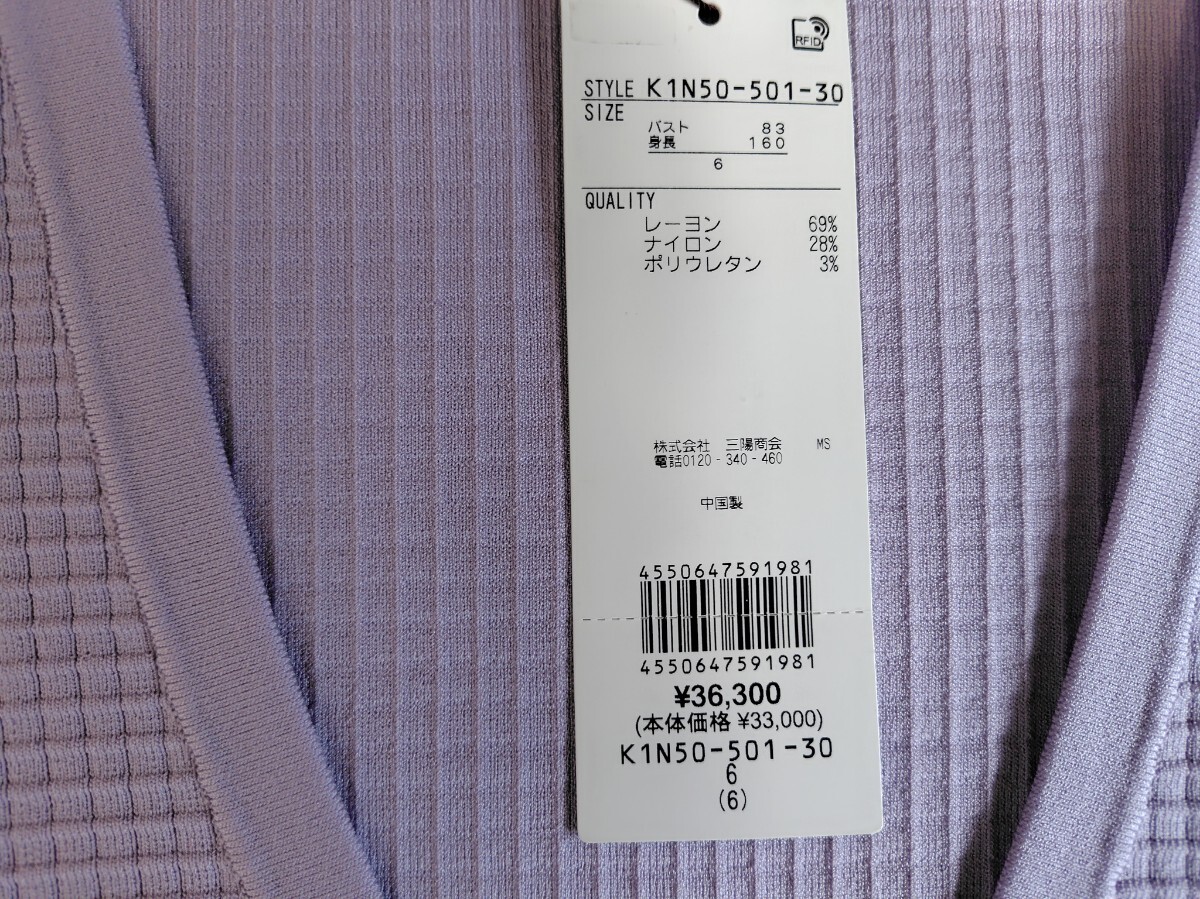 RFID
STYLE K1N50-501-30
SIZE
バスト 83
身長 160
6
QUALITY
レーヨン 69%
ナイロン 28%
ポリウレタン 3%
株式会社 三陽商会 MS
電話0120-340-460
中国製
4550647591981
4550647591981
¥36,300
(本体価格 ¥33,000)
K1N50-501-30
6
(6)